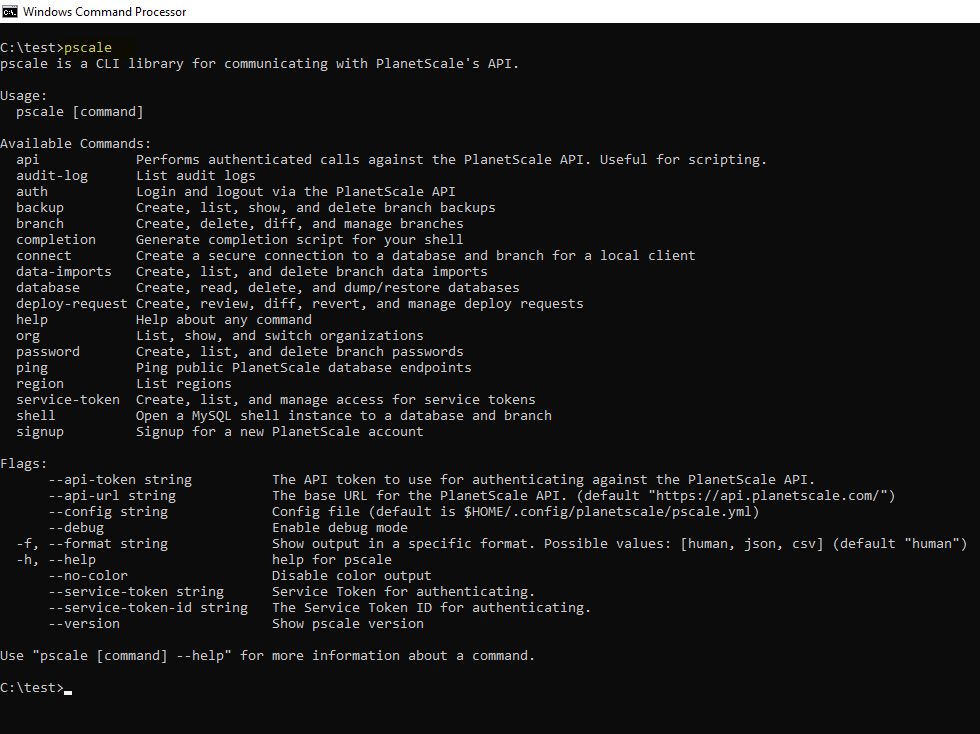 Windows Command Processor
C:\test>pscale
pscale is a CLI library for communicating with PlanetScale's API.
Usage:
  pscale [command]
Available Commands:
  api            Performs authenticated calls against the PlanetScale API. Useful for scripting.
  audit-log      List audit logs
  auth           Login and logout via the PlanetScale API
  backup         Create, list, show, and delete branch backups
  branch         Create, delete, diff, and manage branches
  completion     Generate completion script for your shell
  connect        Create a secure connection to a database and branch for a local client
  data-imports   Create, list, and delete branch data imports
  database       Create, read, delete, and dump/restore databases
  deploy-request Create, review, diff, revert, and manage deploy requests
  help           Help about any command
  org            List, show, and switch organizations
  password       Create, list, and delete branch passwords
  ping           Ping public PlanetScale database endpoints
  region         List regions
  service-token  Create, list, and manage access for service tokens
  shell          Open a MySQL shell instance to a database and branch
  signup         Signup for a new PlanetScale account
Flags:
      --api-token string          The API token to use for authenticating against the PlanetScale API.
      --api-url string            The base URL for the PlanetScale API. (default "https://api.planetscale.com/")
      --config string             Config file (default is $HOME/.config/planetscale/pscale.yml)
      --debug                     Enable debug mode
  -f, --format string             Show output in a specific format. Possible values: [human, json, csv] (default "human")
  -h, --help                      help for pscale
      --no-color                  Disable color output
      --service-token string      Service Token for authenticating.
      --service-token-id string   The Service Token ID for authenticating.
      --version                   Show pscale version
Use "pscale [command] --help" for more information about a command.
C:\test>